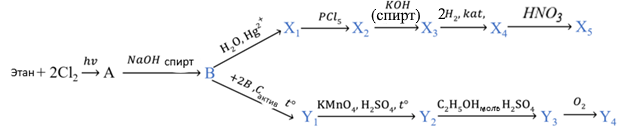 H₂O, Hg²⁺ X₁ PCl₅ X₂ KOH (спирт) X₃ 2H₂, kat, X₄ HNO₃ X₅
Этан + 2Cl₂ hν A NaOH спирт B
+2B, Cактив t° Y₁ KMnO₄, H₂SO₄, t° Y₂ C₂H₅OHмоль H₂SO₄ Y₃ O₂ Y₄